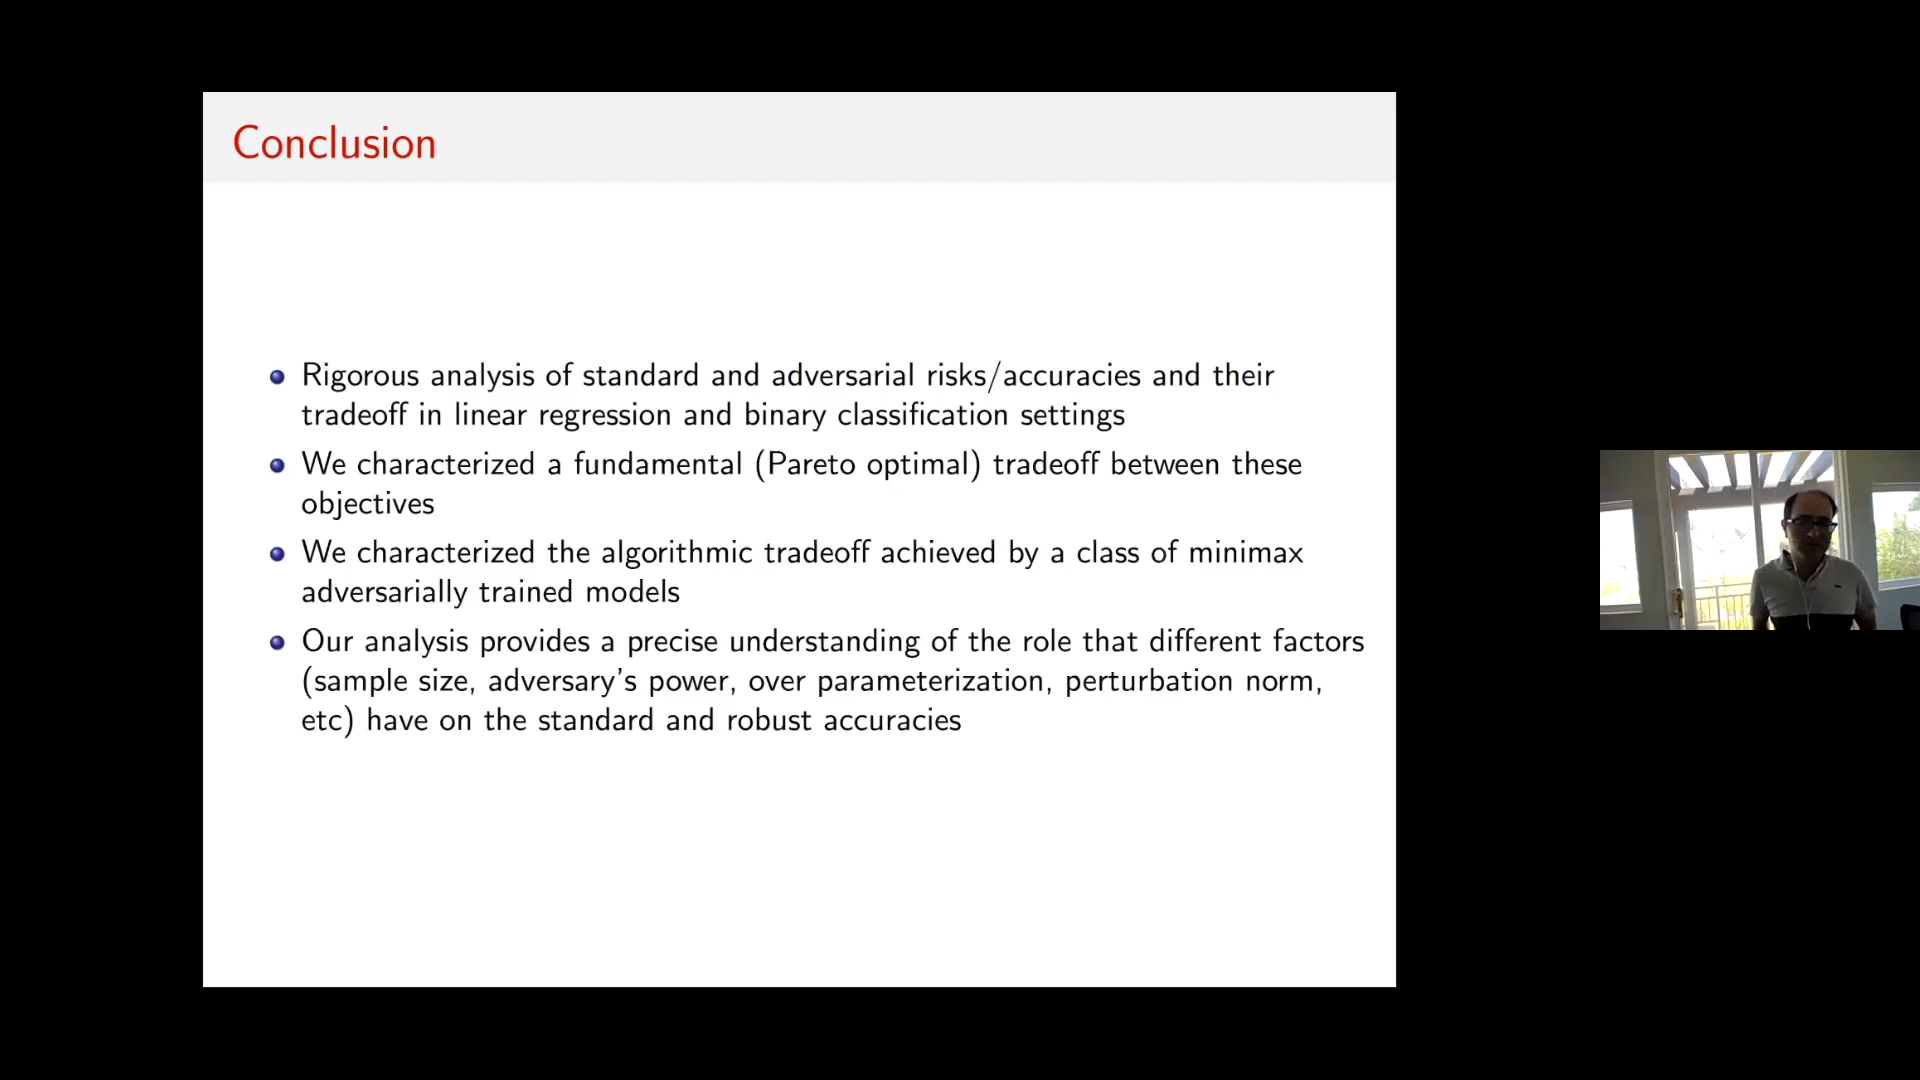 Conclusion
Rigorous analysis of standard and adversarial risks/accuracies and their
tradeoff in linear regression and binary classification settings
We characterized a fundamental (Pareto optimal) tradeoff between these
objectives
We characterized the algorithmic tradeoff achieved by a class of minimax
adversarially trained models
Our analysis provides a precise understanding of the role that different factors
(sample size, adversary's power, over parameterization, perturbation norm,
etc) have on the standard and robust accuracies